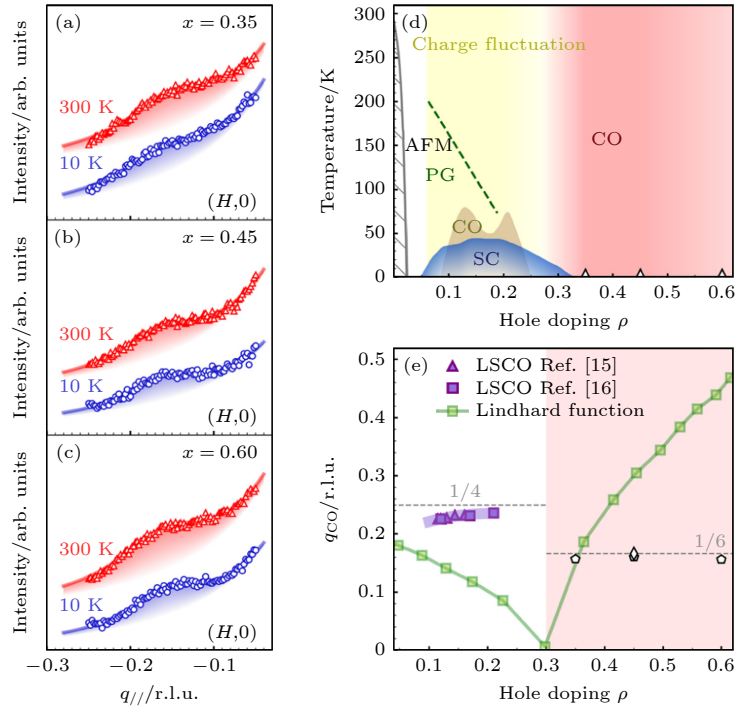 (a)
x = 0.35
300 K
10 K
(H,0)
Intensity/arb. units
(b)
x = 0.45
300 K
10 K
(H,0)
Intensity/arb. units
(c)
x = 0.60
300 K
10 K
(H,0)
Intensity/arb. units
−0.3 −0.2 −0.1
q///r.l.u.
(d)
Charge fluctuation
AFM
PG
CO
SC
CO
Temperature/K
300
250
200
150
100
50
0
0.1 0.2 0.3 0.4 0.5 0.6
Hole doping ρ
(e)
LSCO Ref. [15]
LSCO Ref. [16]
Lindhard function
1/4
1/6
qCO/r.l.u.
0.5
0.4
0.3
0.2
0.1
0
0.1 0.2 0.3 0.4 0.5 0.6
Hole doping ρ